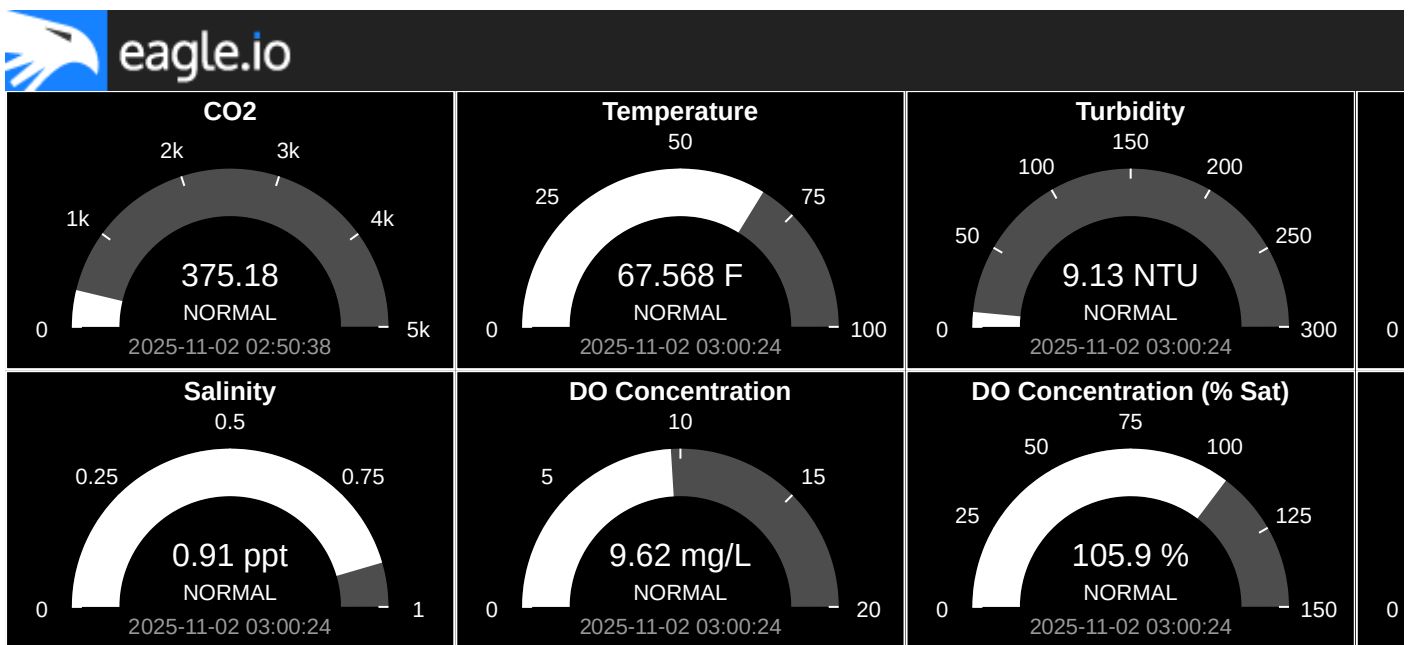 eagle.io
CO2
0
1k
2k
3k
4k
5k
375.18
NORMAL
2025-11-02 02:50:38
Temperature
0
25
50
75
100
67.568 F
NORMAL
2025-11-02 03:00:24
Turbidity
0
50
100
150
200
250
300
9.13 NTU
NORMAL
2025-11-02 03:00:24
0
Salinity
0
0.25
0.5
0.75
1
0.91 ppt
NORMAL
2025-11-02 03:00:24
DO Concentration
0
5
10
15
20
9.62 mg/L
NORMAL
2025-11-02 03:00:24
DO Concentration (% Sat)
0
25
50
75
100
125
150
105.9 %
NORMAL
2025-11-02 03:00:24
0